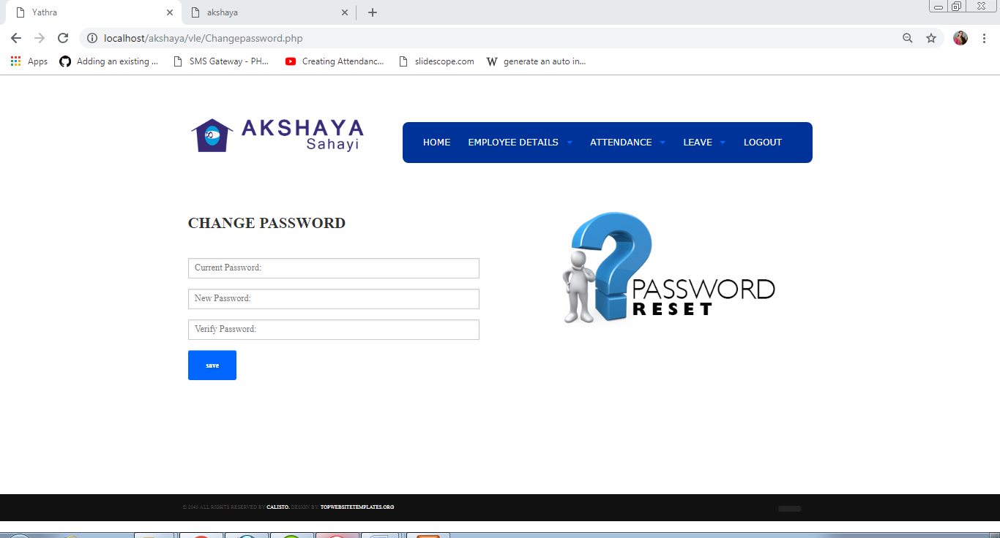 Yathra
akshaya
localhost/akshaya/vle/Changepassword.php
Apps
Adding an existing ...
SMS Gateway - PH...
Creating Attendanc...
slidescope.com
W generate an auto in...
AKSHAYA
Sahayi
HOME EMPLOYEE DETAILS ATTENDANCE LEAVE LOGOUT
CHANGE PASSWORD
Current Password:
New Password:
Verify Password:
save
PASSWORD
RESET
ALL RIGHTS RESERVED BY CALISTO. DESIGN BY: TOPWEBSITETEMPLATES.ORG